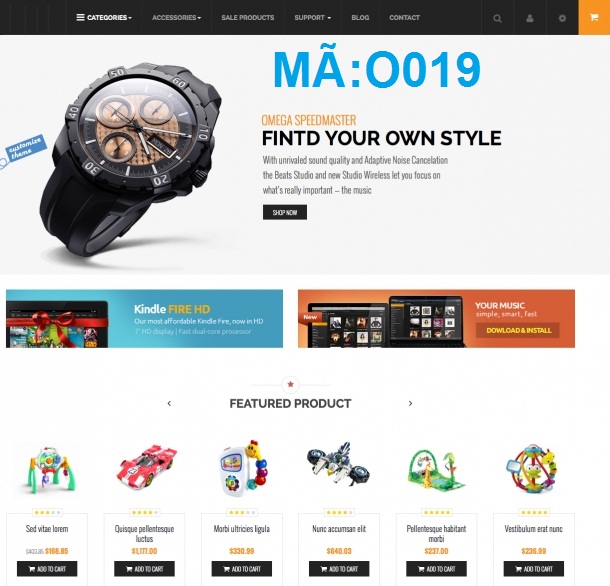 CATEGORIES ACCESSORIES SALE PRODUCTS SUPPORT BLOG CONTACT
MÃ:O019
customize
theme
OMEGA SPEEDMASTER
FINTD YOUR OWN STYLE
With unrivaled sound quality and Adaptive Noise Cancelation
the Beats Studio and new Studio Wireless let you focus on
what's really important – the music
SHOP NOW
Kindle FIRE HD
Our most affordable Kindle Fire, now in HD
7" HD display | Fast dual-core processor
New
YOUR MUSIC
simple, smart, fast
DOWLOAD & INSTALL
FEATURED PRODUCT
Sed vitae lorem
$402.85 $168.65
ADD TO CART
Quisque pellentesque
luctus
$1,177.00
ADD TO CART
Morbi ultricies ligula
$330.99
ADD TO CART
Nunc accumsan elit
$640.03
ADD TO CART
Pellentesque habitant
morbi
$237.00
ADD TO CART
Vestibulum erat nunc
$236.99
ADD TO CART